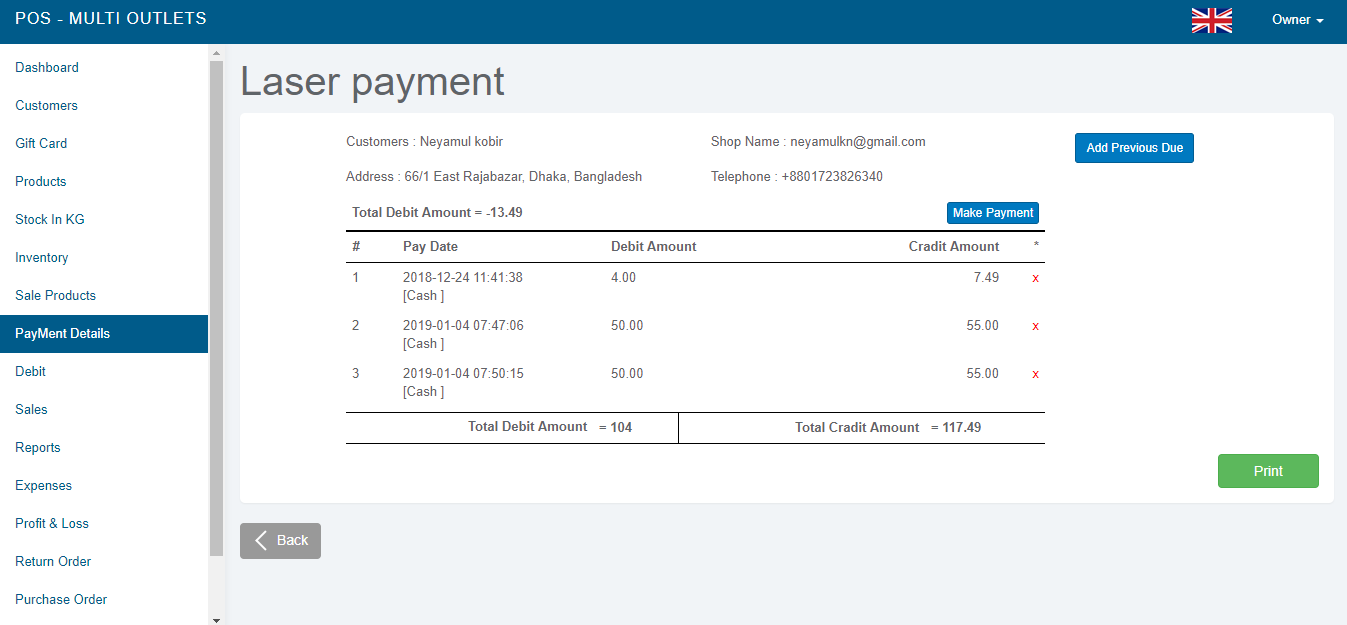 POS - MULTI OUTLETS
Owner
Dashboard
Customers
Gift Card
Products
Stock In KG
Inventory
Sale Products
PayMent Details
Debit
Sales
Reports
Expenses
Profit & Loss
Return Order
Purchase Order
Laser payment
Customers : Neyamul kobir
Shop Name : neyamulkn@gmail.com
Add Previous Due
Address : 66/1 East Rajabazar, Dhaka, Bangladesh
Telephone : +8801723826340
Total Debit Amount = -13.49
Make Payment
# Pay Date Debit Amount Cradit Amount *
1 2018-12-24 11:41:38 4.00 7.49 x
[Cash ]
2 2019-01-04 07:47:06 50.00 55.00 x
[Cash ]
3 2019-01-04 07:50:15 50.00 55.00 x
[Cash ]
Total Debit Amount = 104 Total Cradit Amount = 117.49
Print
Back